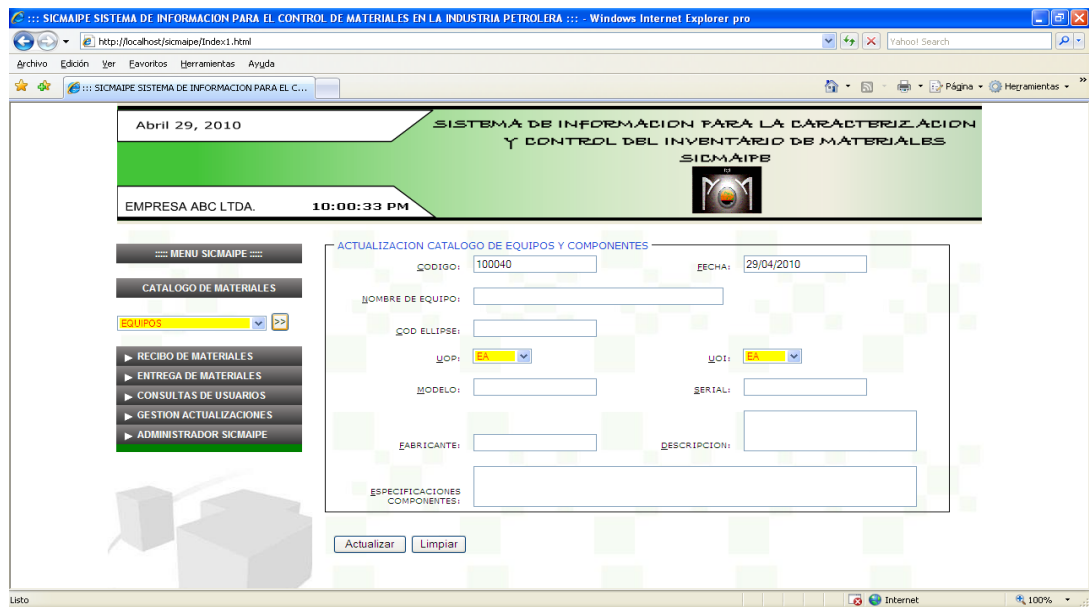 ::: SICMAIPE SISTEMA DE INFORMACION PARA EL CONTROL DE MATERIALES EN LA INDUSTRIA PETROLERA ::: - Windows Internet Explorer pro
http://localhost/sicmaipe/Index1.html
Yahoo! Search
Archivo Edición Ver Favoritos Herramientas Ayuda
::: SICMAIPE SISTEMA DE INFORMACION PARA EL C...
Página Herramientas
Abril 29, 2010
SISTEMA DE INFORMACION PARA LA CARACTERIZACION
Y CONTROL DEL INVENTARIO DE MATERIALES
SICMAIPE
EMPRESA ABC LTDA. 10:00:33 PM
::::: MENU SICMAIPE :::::
CATALOGO DE MATERIALES
EQUIPOS >>
► RECIBO DE MATERIALES
► ENTREGA DE MATERIALES
► CONSULTAS DE USUARIOS
► GESTION ACTUALIZACIONES
► ADMINISTRADOR SICMAIPE
ACTUALIZACION CATALOGO DE EQUIPOS Y COMPONENTES
CODIGO: 100040 FECHA: 29/04/2010
NOMBRE DE EQUIPO:
COD ELLIPSE:
UOP: EA UOI: EA
MODELO: SERIAL:
FABRICANTE: DESCRIPCION:
ESPECIFICACIONES
COMPONENTES:
Actualizar Limpiar
Listo Internet 100%